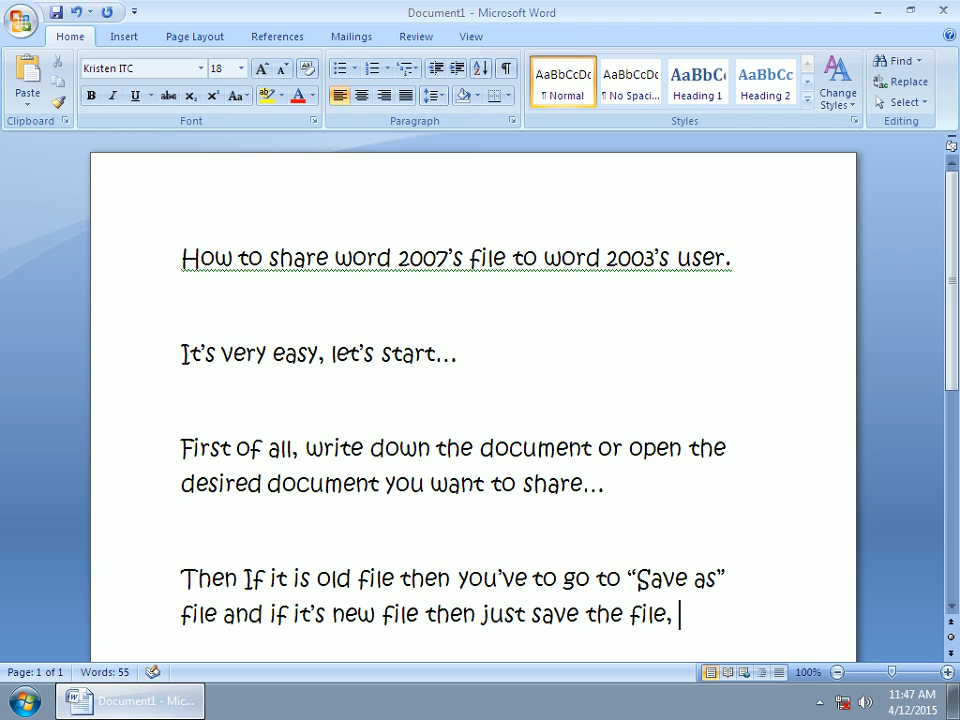 Document1 - Microsoft Word
Home Insert Page Layout References Mailings Review View
Paste
Clipboard
Kristen ITC 18
B I U abc x₂ x² Aa
Font
Paragraph
AaBbCcDc AaBbCcDc AaBbC AaBbCc
¶ Normal ¶ No Spaci... Heading 1 Heading 2
Change Styles
Styles
Find
Replace
Select
Editing
How to share word 2007's file to word 2003's user.
It's very easy, let's start...
First of all, write down the document or open the
desired document you want to share...
Then If it is old file then you've to go to “Save as”
file and if it's new file then just save the file,
Page: 1 of 1 Words: 55 100%
Document1 - Mic...
11:47 AM
4/12/2015